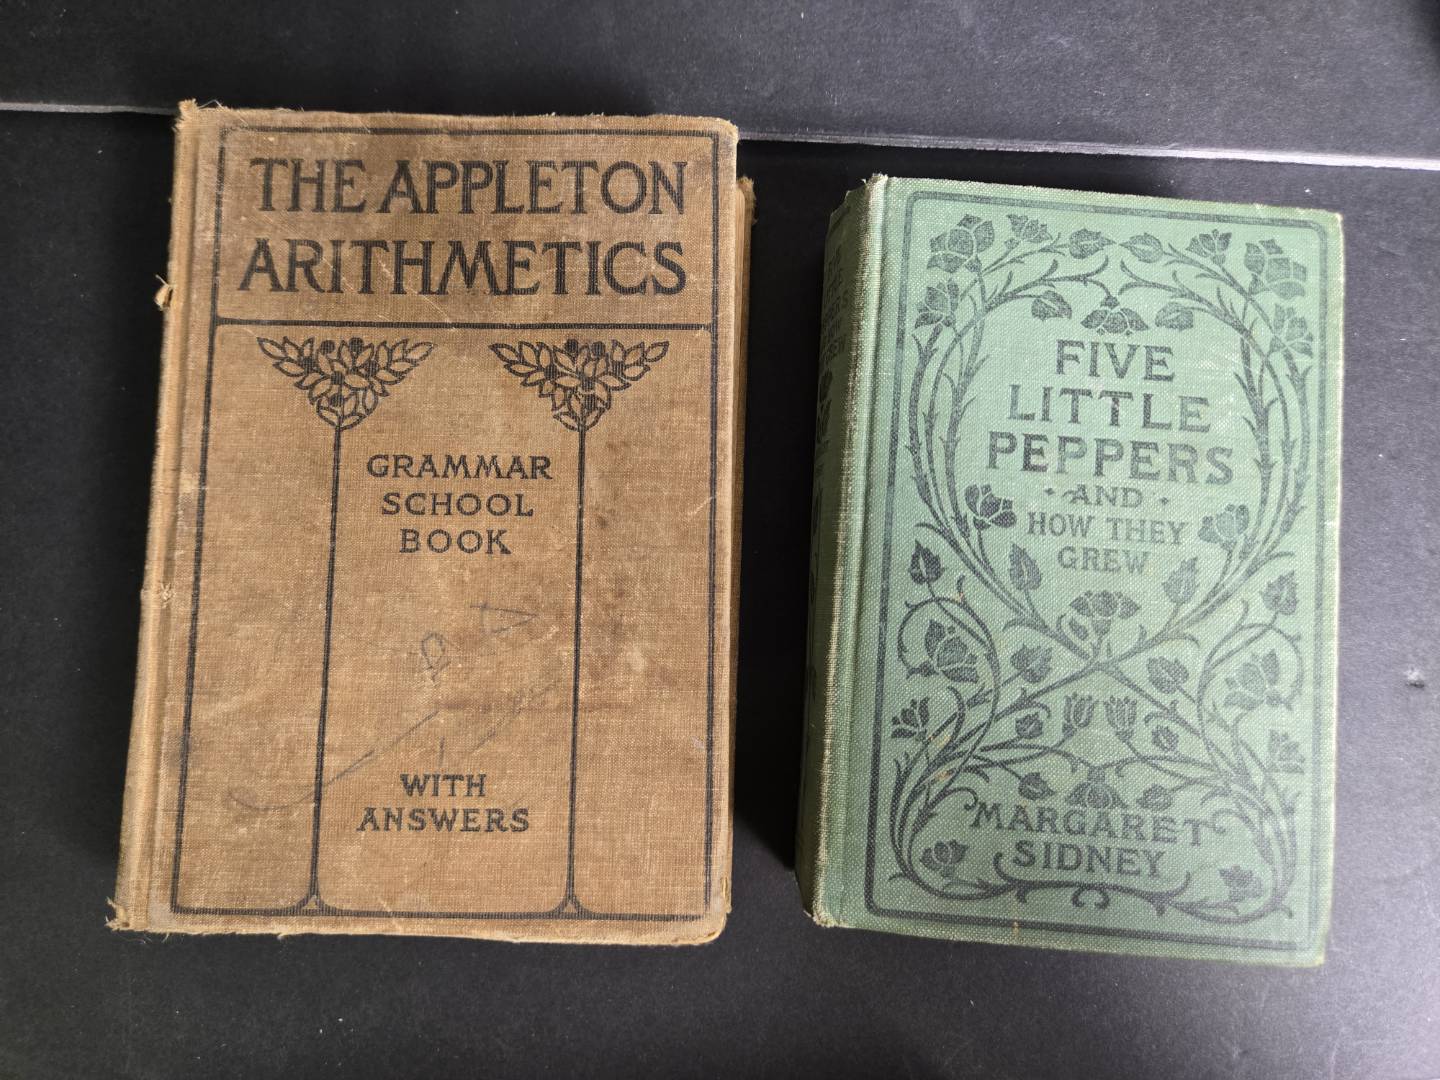 THE APPLETON
ARITHMETICS
GRAMMAR
SCHOOL
BOOK
WITH
ANSWERS
FIVE
LITTLE
PEPPERS
· AND ·
HOW THEY
GREW
MARGARET
SIDNEY